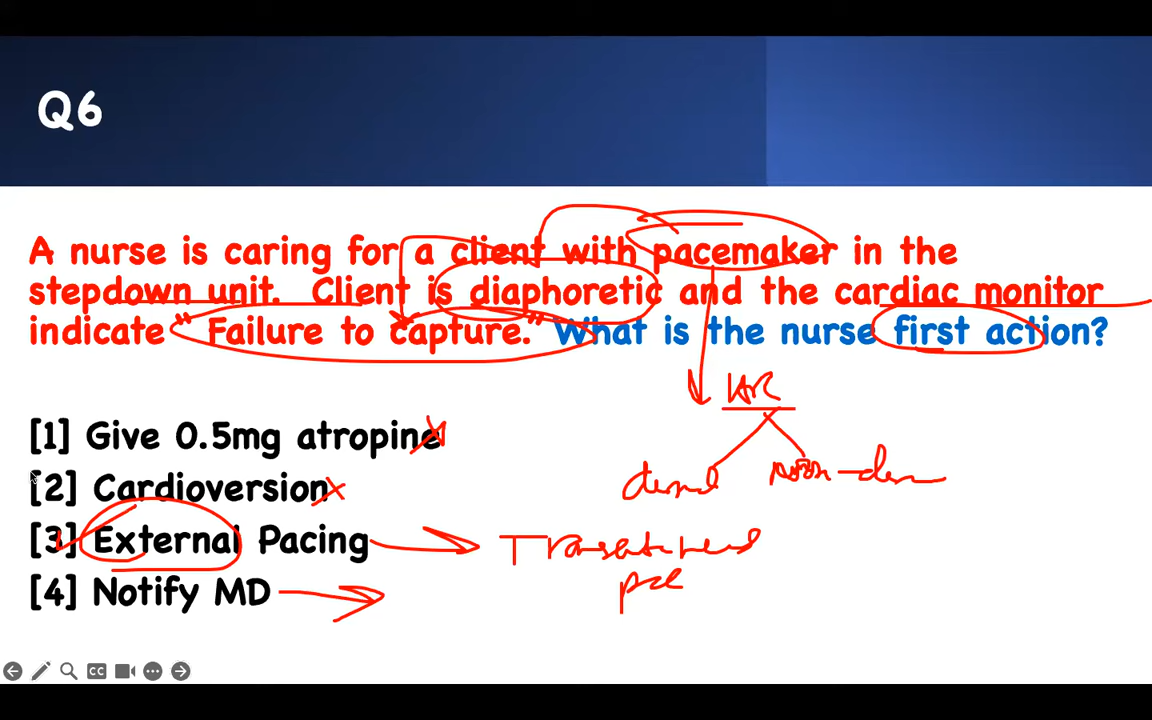 Q6
A nurse is caring for a client with pacemaker in the
stepdown unit. Client is diaphoretic and the cardiac monitor
indicate “ Failure to capture.” What is the nurse first action?
HR
[1] Give 0.5mg atropine
[2] Cardioversion
[3] External Pacing
[4] Notify MD
CC